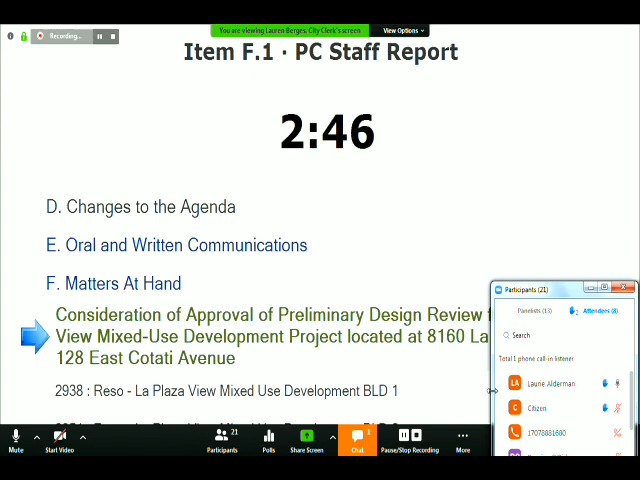 You are viewing Lauren Berges, City Clerk's screen
View Options
Recording...
Item F.1 · PC Staff Report
2:46
D. Changes to the Agenda
E. Oral and Written Communications
F. Matters At Hand
Consideration of Approval of Preliminary Design Review
View Mixed-Use Development Project located at 8160 La
128 East Cotati Avenue
2938 : Reso - La Plaza View Mixed Use Development BLD 1
Participants (21)
Panelists (13)
2
Attendees (8)
Search
Total 1 phone call-in listener
LA Laurie Alderman
C Citizen
17078881680
Mute
Start Video
21
Participants
Polls
Share Screen
1
Chat
Pause/Stop Recording
More